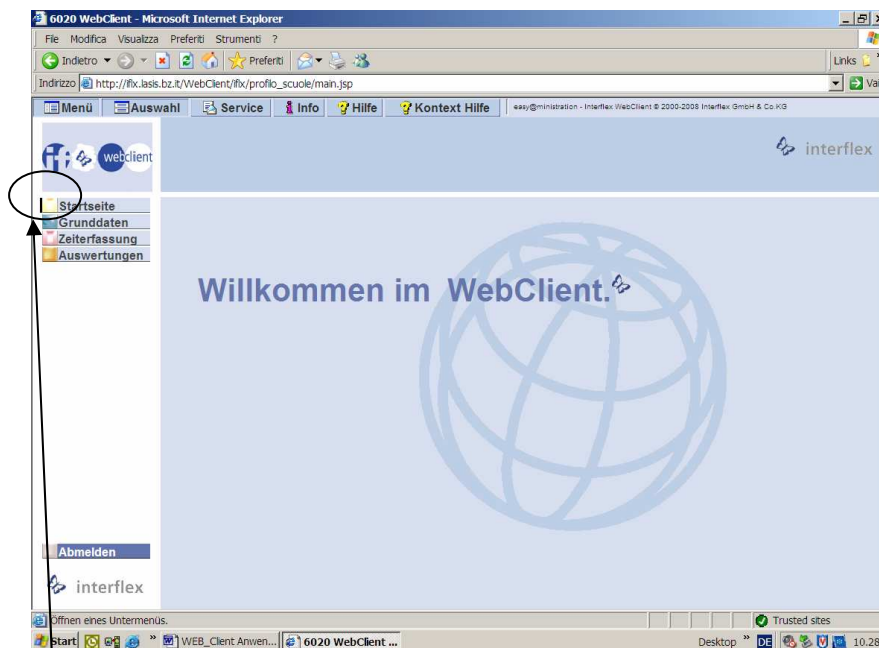 6020 WebClient - Microsoft Internet Explorer
File Modifica Visualizza Preferiti Strumenti ?
Indietro Preferiti Links »
Indirizzo http://iflx.lasis.bz.it/WebClient/iflx/profilo_scuole/main.jsp Vai
Menü Auswahl Service Info Hilfe Kontext Hilfe easy@ministration - Interflex WebClient © 2000-2008 Interflex GmbH & Co.KG
if: webclient
interflex
Startseite
Grunddaten
Zeiterfassung
Auswertungen
Willkommen im WebClient.
Abmelden
interflex
Öffnen eines Untermenüs. Trusted sites
Start » WEB_Client Anwen... 6020 WebClient ... Desktop » DE 10.28